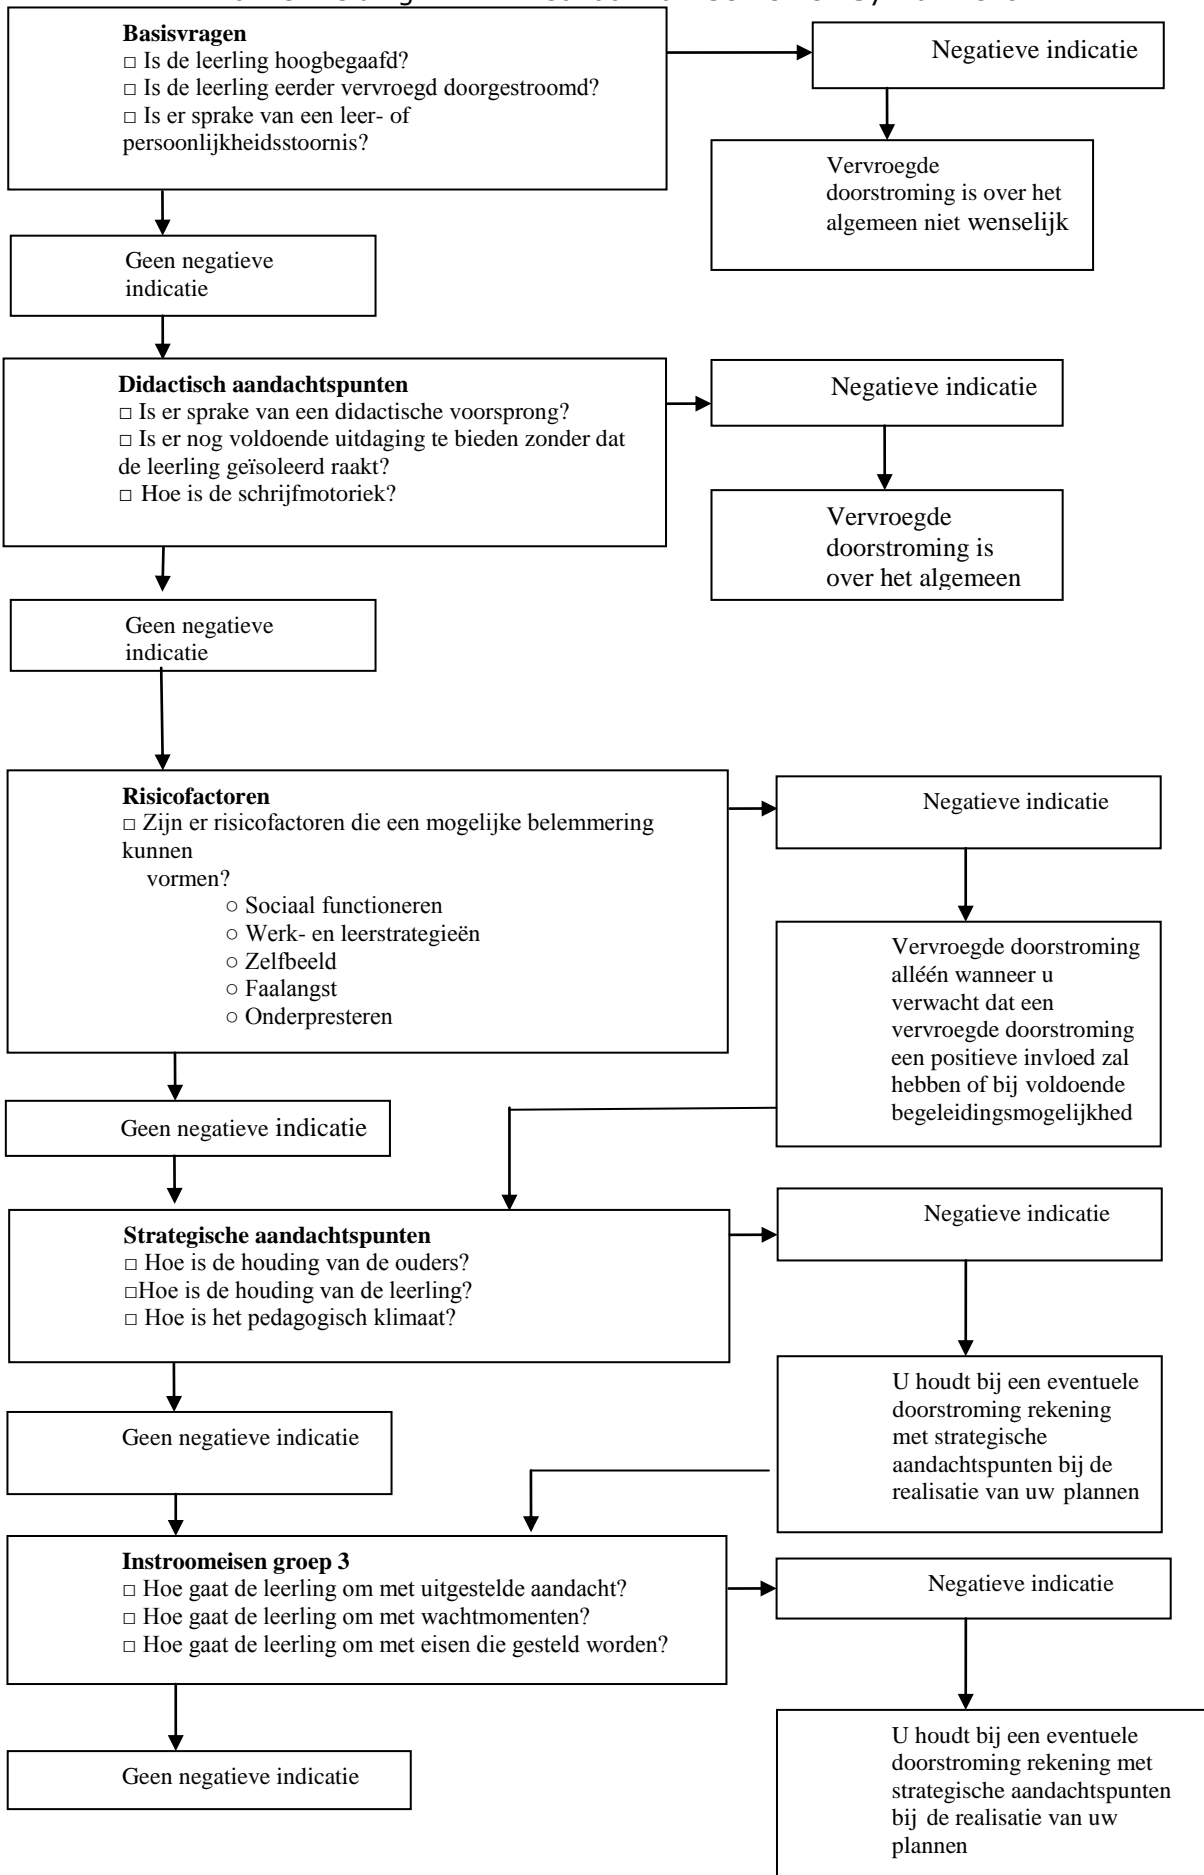 Basisvragen
□ Is de leerling hoogbegaafd?
□ Is de leerling eerder vervroegd doorgestroomd?
□ Is er sprake van een leer- of
persoonlijkheidsstoornis?
Negatieve indicatie
Vervroegde
doorstroming is over het
algemeen niet wenselijk
Geen negatieve
indicatie
Didactisch aandachtspunten
□ Is er sprake van een didactische voorsprong?
□ Is er nog voldoende uitdaging te bieden zonder dat
de leerling geïsoleerd raakt?
□ Hoe is de schrijfmotoriek?
Negatieve indicatie
Vervroegde
doorstroming is
over het algemeen
Geen negatieve
indicatie
Risicofactoren
□ Zijn er risicofactoren die een mogelijke belemmering
kunnen
vormen?
○ Sociaal functioneren
○ Werk- en leerstrategieën
○ Zelfbeeld
○ Faalangst
○ Onderpresteren
Negatieve indicatie
Vervroegde doorstroming
alléén wanneer u
verwacht dat een
vervroegde doorstroming
een positieve invloed zal
hebben of bij voldoende
begeleidingsmogelijkhed
Geen negatieve indicatie
Strategische aandachtspunten
□ Hoe is de houding van de ouders?
□Hoe is de houding van de leerling?
□ Hoe is het pedagogisch klimaat?
Negatieve indicatie
U houdt bij een eventuele
doorstroming rekening
met strategische
aandachtspunten bij de
realisatie van uw plannen
Geen negatieve indicatie
Instroomeisen groep 3
□ Hoe gaat de leerling om met uitgestelde aandacht?
□ Hoe gaat de leerling om met wachtmomenten?
□ Hoe gaat de leerling om met eisen die gesteld worden?
Negatieve indicatie
U houdt bij een eventuele
doorstroming rekening met
strategische aandachtspunten
bij de realisatie van uw
plannen
Geen negatieve indicatie